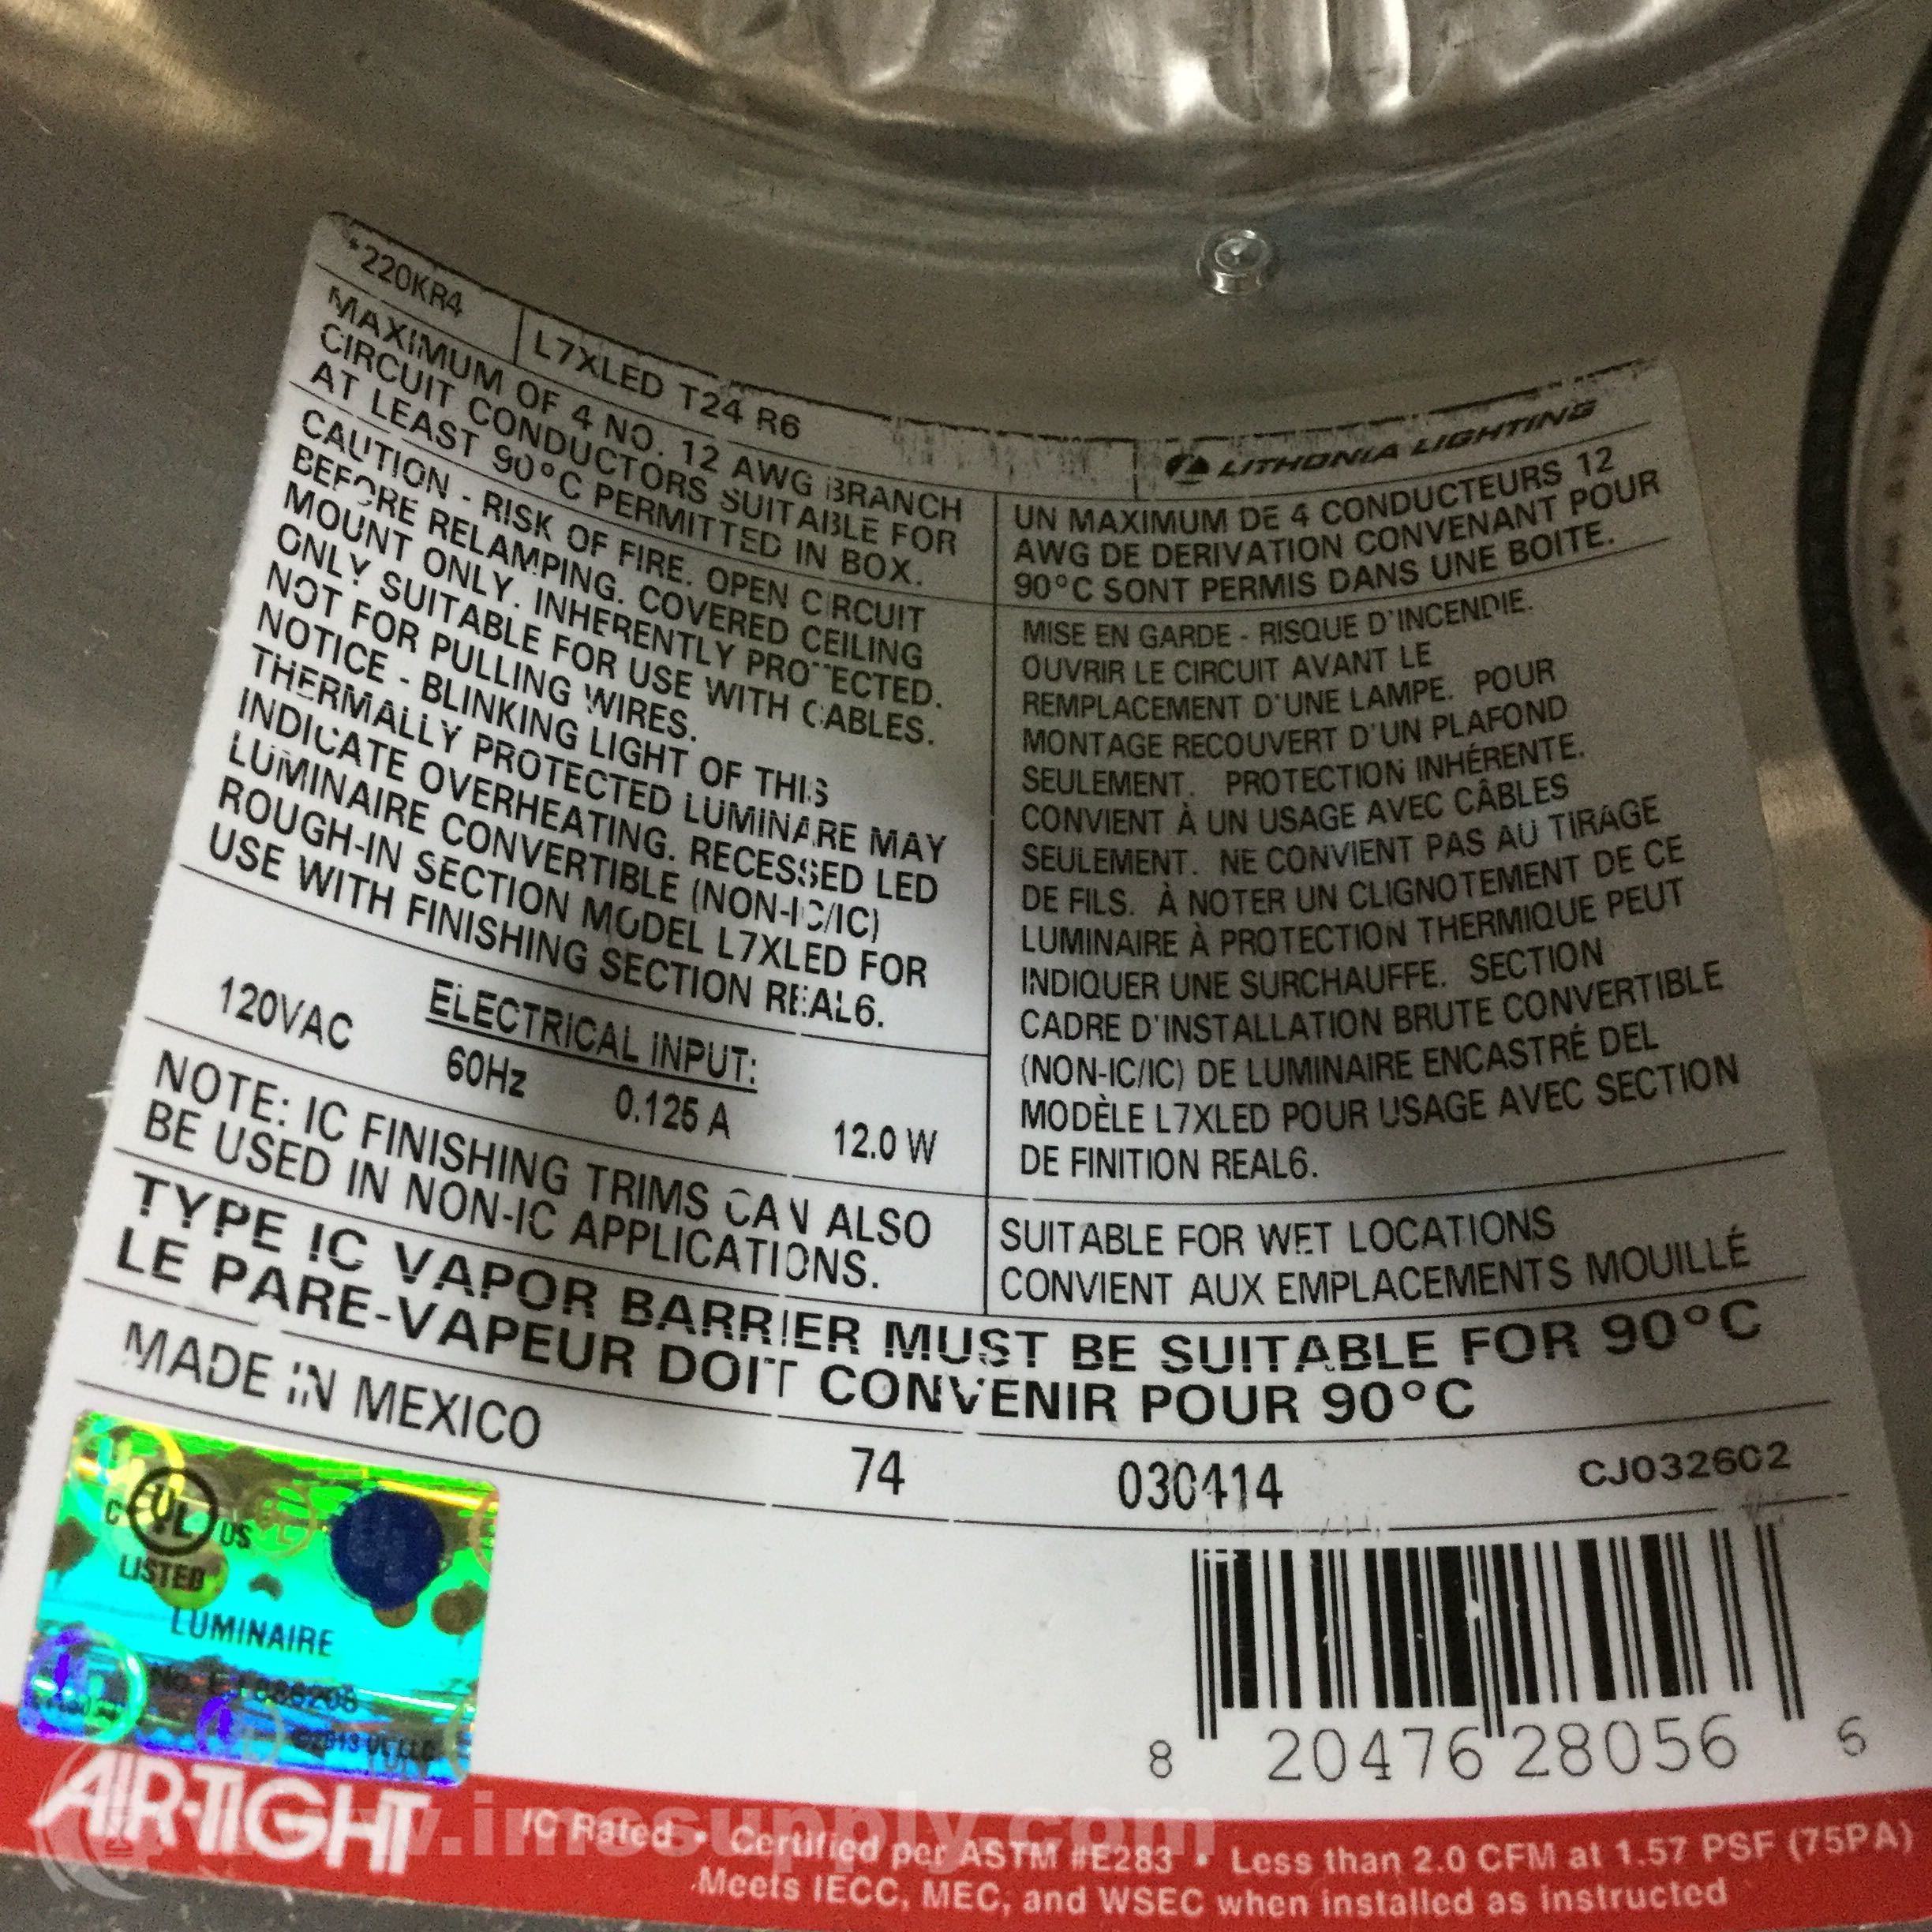 *220KR4
L7XLED T24 R6
LITHONIA LIGHTING
MAXIMUM OF 4 NO. 12 AWG BRANCH
CIRCUIT CONDUCTORS SUITABLE FOR
AT LEAST 90°C PERMITTED IN BOX.
CAUTION - RISK OF FIRE. OPEN CIRCUIT
BEFORE RELAMPING. COVERED CEILING
MOUNT ONLY. INHERENTLY PROTECTED.
ONLY SUITABLE FOR USE WITH CABLES.
NOT FOR PULLING WIRES.
NOTICE - BLINKING LIGHT OF THIS
THERMALLY PROTECTED LUMINARE MAY
INDICATE OVERHEATING. RECESSED LED
LUMINAIRE CONVERTIBLE (NON-IC/IC)
ROUGH-IN SECTION MODEL L7XLED FOR
USE WITH FINISHING SECTION REAL6.
ELECTRICAL INPUT:
120VAC 60Hz 0.125 A 12.0 W
NOTE: IC FINISHING TRIMS CAN ALSO
BE USED IN NON-IC APPLICATIONS.
UN MAXIMUM DE 4 CONDUCTEURS 12
AWG DE DERIVATION CONVENANT POUR
90°C SONT PERMIS DANS UNE BOITE.
MISE EN GARDE - RISQUE D'INCENDIE.
OUVRIR LE CIRCUIT AVANT LE
REMPLACEMENT D'UNE LAMPE. POUR
MONTAGE RECOUVERT D'UN PLAFOND
SEULEMENT. PROTECTION INHÉRENTE.
CONVIENT À UN USAGE AVEC CÂBLES
SEULEMENT. NE CONVIENT PAS AU TIRAGE
DE FILS. À NOTER UN CLIGNOTEMENT DE CE
LUMINAIRE À PROTECTION THERMIQUE PEUT
INDIQUER UNE SURCHAUFFE. SECTION
CADRE D'INSTALLATION BRUTE CONVERTIBLE
(NON-IC/IC) DE LUMINAIRE ENCASTRÉ DEL
MODÈLE L7XLED POUR USAGE AVEC SECTION
DE FINITION REAL6.
SUITABLE FOR WET LOCATIONS
CONVIENT AUX EMPLACEMENTS MOUILLÉ
TYPE IC VAPOR BARRIER MUST BE SUITABLE FOR 90°C
LE PARE-VAPEUR DOIT CONVENIR POUR 90°C
MADE IN MEXICO 74 030414 CJ032602
C UL US
LISTED
LUMINAIRE
©2013 UL LLC
8 20476 28056 6
AIR-TIGHT
IC Rated • Certified per ASTM #E283 • Less than 2.0 CFM at 1.57 PSF (75PA)
Meets IECC, MEC, and WSEC when installed as instructed
www.imssupply.com